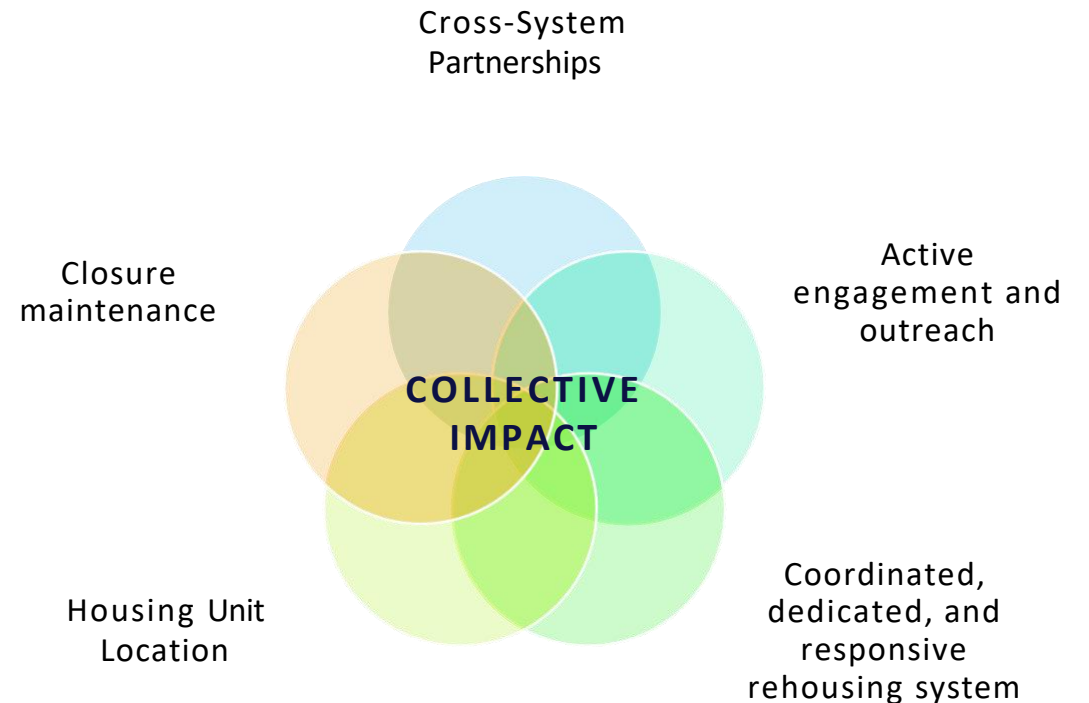 Cross-System
Partnerships
Closure
maintenance
Active
engagement and
outreach
COLLECTIVE
IMPACT
Housing Unit
Location
Coordinated,
dedicated, and
responsive
rehousing system